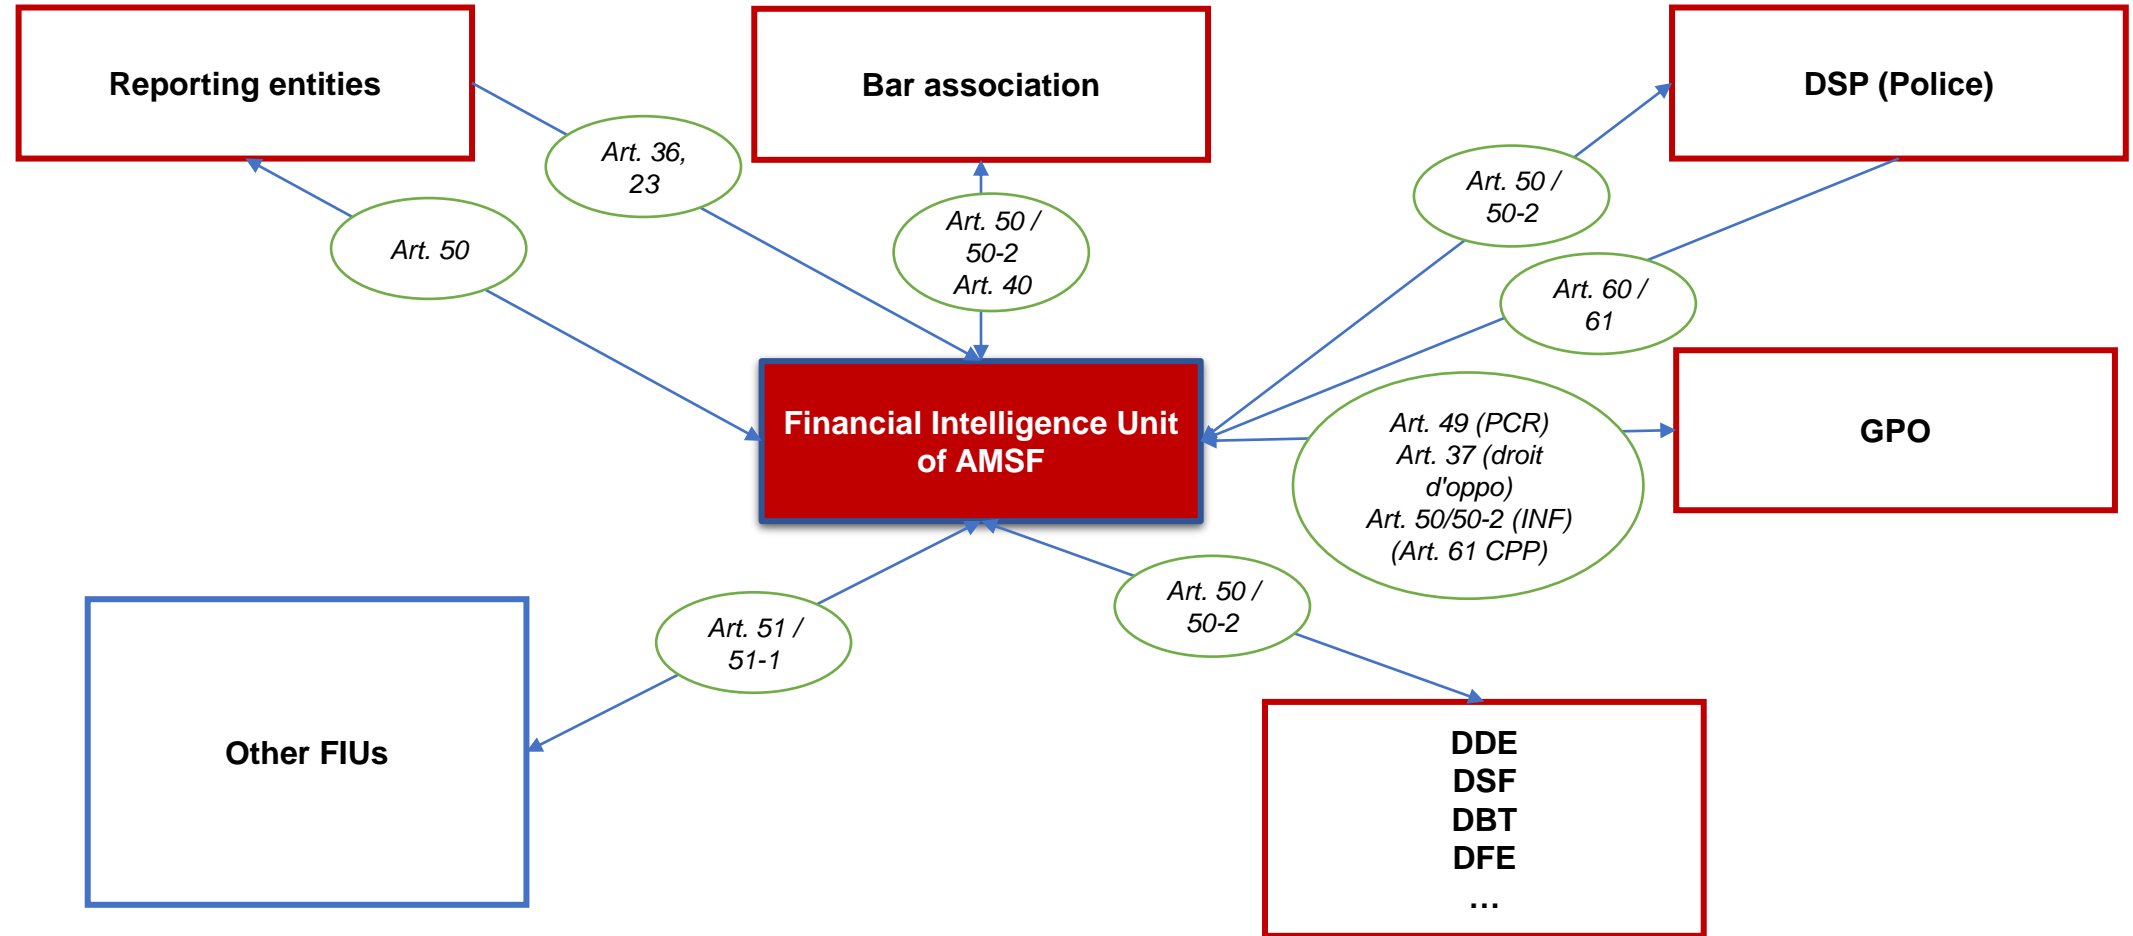 Reporting entities
Bar association
DSP (Police)
Art. 36,
23
Art. 50 /
50-2
Art. 50
Art. 50 /
50-2
Art. 40
Art. 60 /
61
Financial Intelligence Unit
of AMSF
Art. 49 (PCR)
Art. 37 (droit
d'oppo)
Art. 50/50-2 (INF)
(Art. 61 CPP)
GPO
Art. 51 /
51-1
Art. 50 /
50-2
Other FIUs
DDE
DSF
DBT
DFE
…